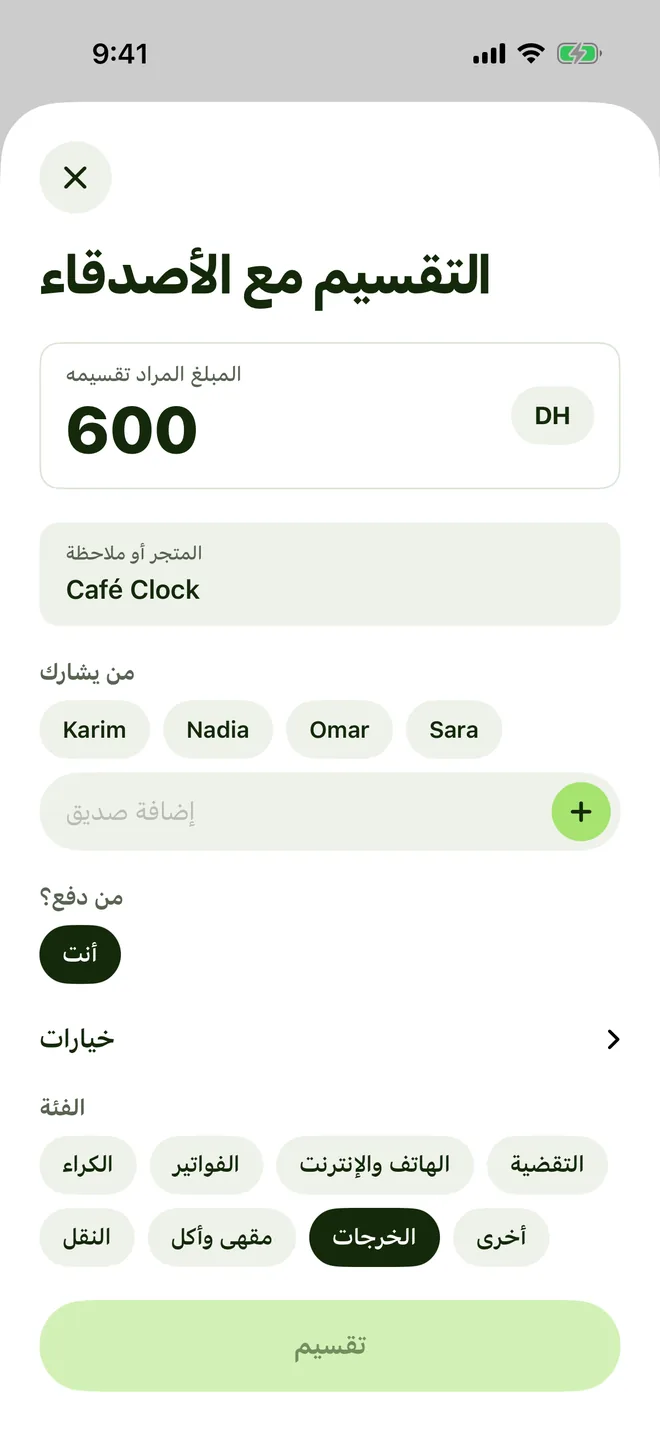 9:41
التقسيم مع الأصدقاء
المبلغ المراد تقسيمه
600
DH
المتجر أو ملاحظة
Café Clock
من يشارك
Karim Nadia Omar Sara
إضافة صديق
من دفع؟
أنت
خيارات
الفئة
الكراء الفواتير الهاتف والإنترنت التقضية
النقل مقهى وأكل الخرجات أخرى
تقسيم